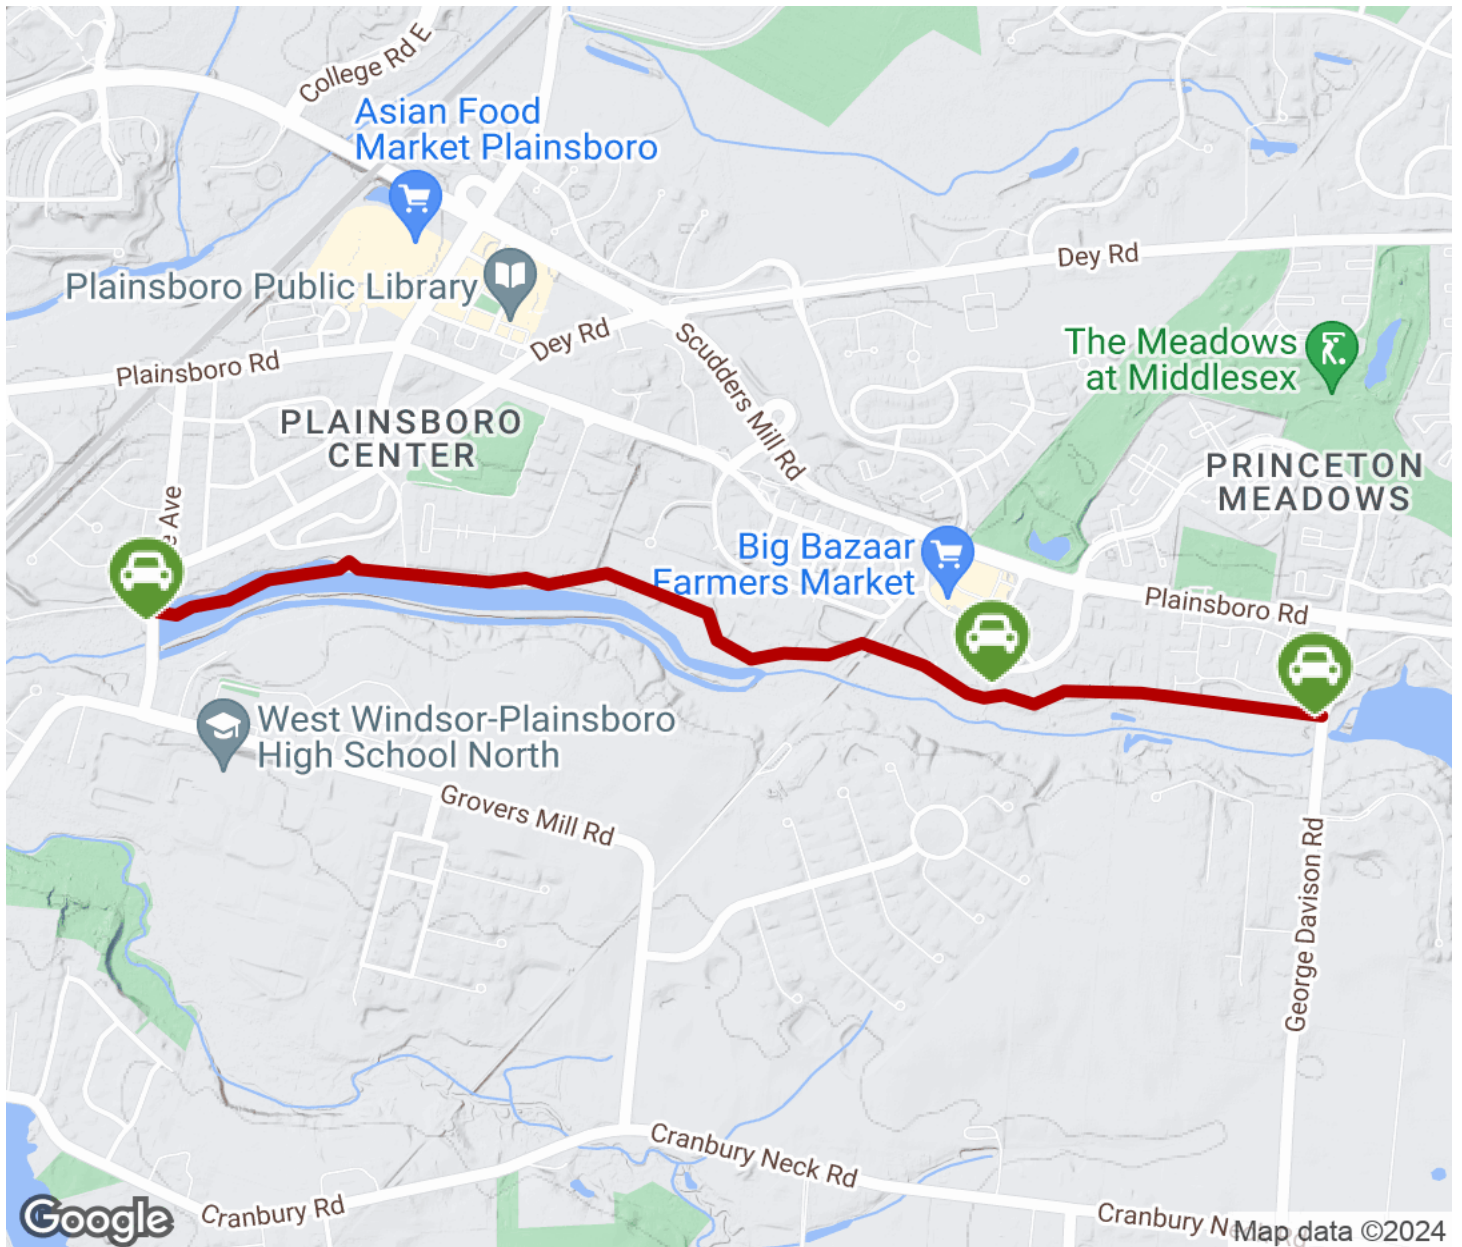 College Rd E
Asian Food
Market Plainsboro
Dey Rd
Plainsboro Public Library
Dey Rd
Scudders Mill Rd
The Meadows
at Middlesex
Plainsboro Rd
PLAINSBORO
CENTER
PRINCETON
MEADOWS
e Ave
Big Bazaar
Farmers Market
Plainsboro Rd
West Windsor-Plainsboro
High School North
Grovers Mill Rd
George Davison Rd
Cranbury Neck Rd
Cranbury Rd
Google
Map data ©2024